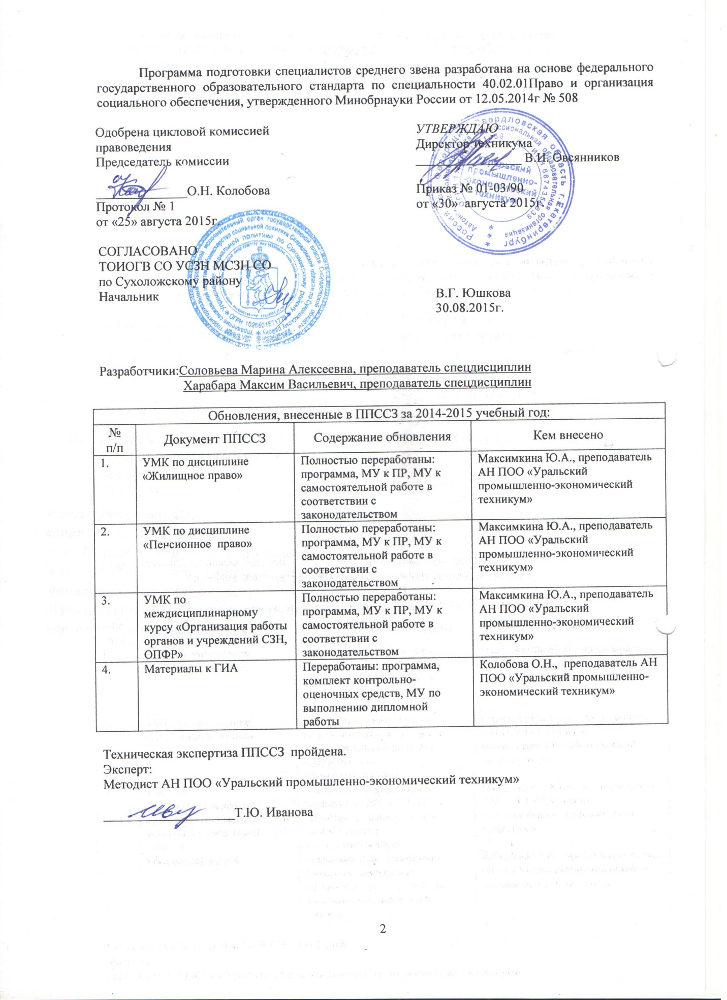 Программа подготовки специалистов среднего звена разработана на основе федерального
государственного образовательного стандарта по специальности 40.02.01Право и организация
социального обеспечения, утвержденного Минобрнауки России от 12.05.2014г № 508
Одобрена цикловой комиссией
правоведения
Председатель комиссии
О.Н. Колобова
Протокол № 1
от «25» августа 2015г.
УТВЕРЖДАЮ
Директор техникума
В.И. Овсянников
Приказ № 01-03/90
от «30» августа 2015г.
Свердловская область г.Екатеринбург
Уральский
промышленно-
экономический
техникум
СОГЛАСОВАНО
ТОИОГВ СО УСЗН МСЗН СО
по Сухоложскому району
Начальник
В.Г. Юшкова
30.08.2015г.
Разработчики:Соловьева Марина Алексеевна, преподаватель спецдисциплин
Харабара Максим Васильевич, преподаватель спецдисциплин
Обновления, внесенные в ППССЗ за 2014-2015 учебный год:
№
п/п
Документ ППССЗ
Содержание обновления
Кем внесено
1.
УМК по дисциплине
«Жилищное право»
Полностью переработаны:
программа, МУ к ПР, МУ к
самостоятельной работе в
соответствии с
законодательством
Максимкина Ю.А., преподаватель
АН ПОО «Уральский
промышленно-экономический
техникум»
2.
УМК по дисциплине
«Пенсионное право»
Полностью переработаны:
программа, МУ к ПР, МУ к
самостоятельной работе в
соответствии с
законодательством
Максимкина Ю.А., преподаватель
АН ПОО «Уральский
промышленно-экономический
техникум»
3.
УМК по
междисциплинарному
курсу «Организация работы
органов и учреждений СЗН,
ОПФР»
Полностью переработаны:
программа, МУ к ПР, МУ к
самостоятельной работе в
соответствии с
законодательством
Максимкина Ю.А., преподаватель
АН ПОО «Уральский
промышленно-экономический
техникум»
4.
Материалы к ГИА
Переработаны: программа,
комплект контрольно-
оценочных средств, МУ по
выполнению дипломной
работы
Колобова О.Н., преподаватель АН
ПОО «Уральский промышленно-
экономический техникум»
Техническая экспертиза ППССЗ пройдена.
Эксперт:
Методист АН ПОО «Уральский промышленно-экономический техникум»
Т.Ю. Иванова
2